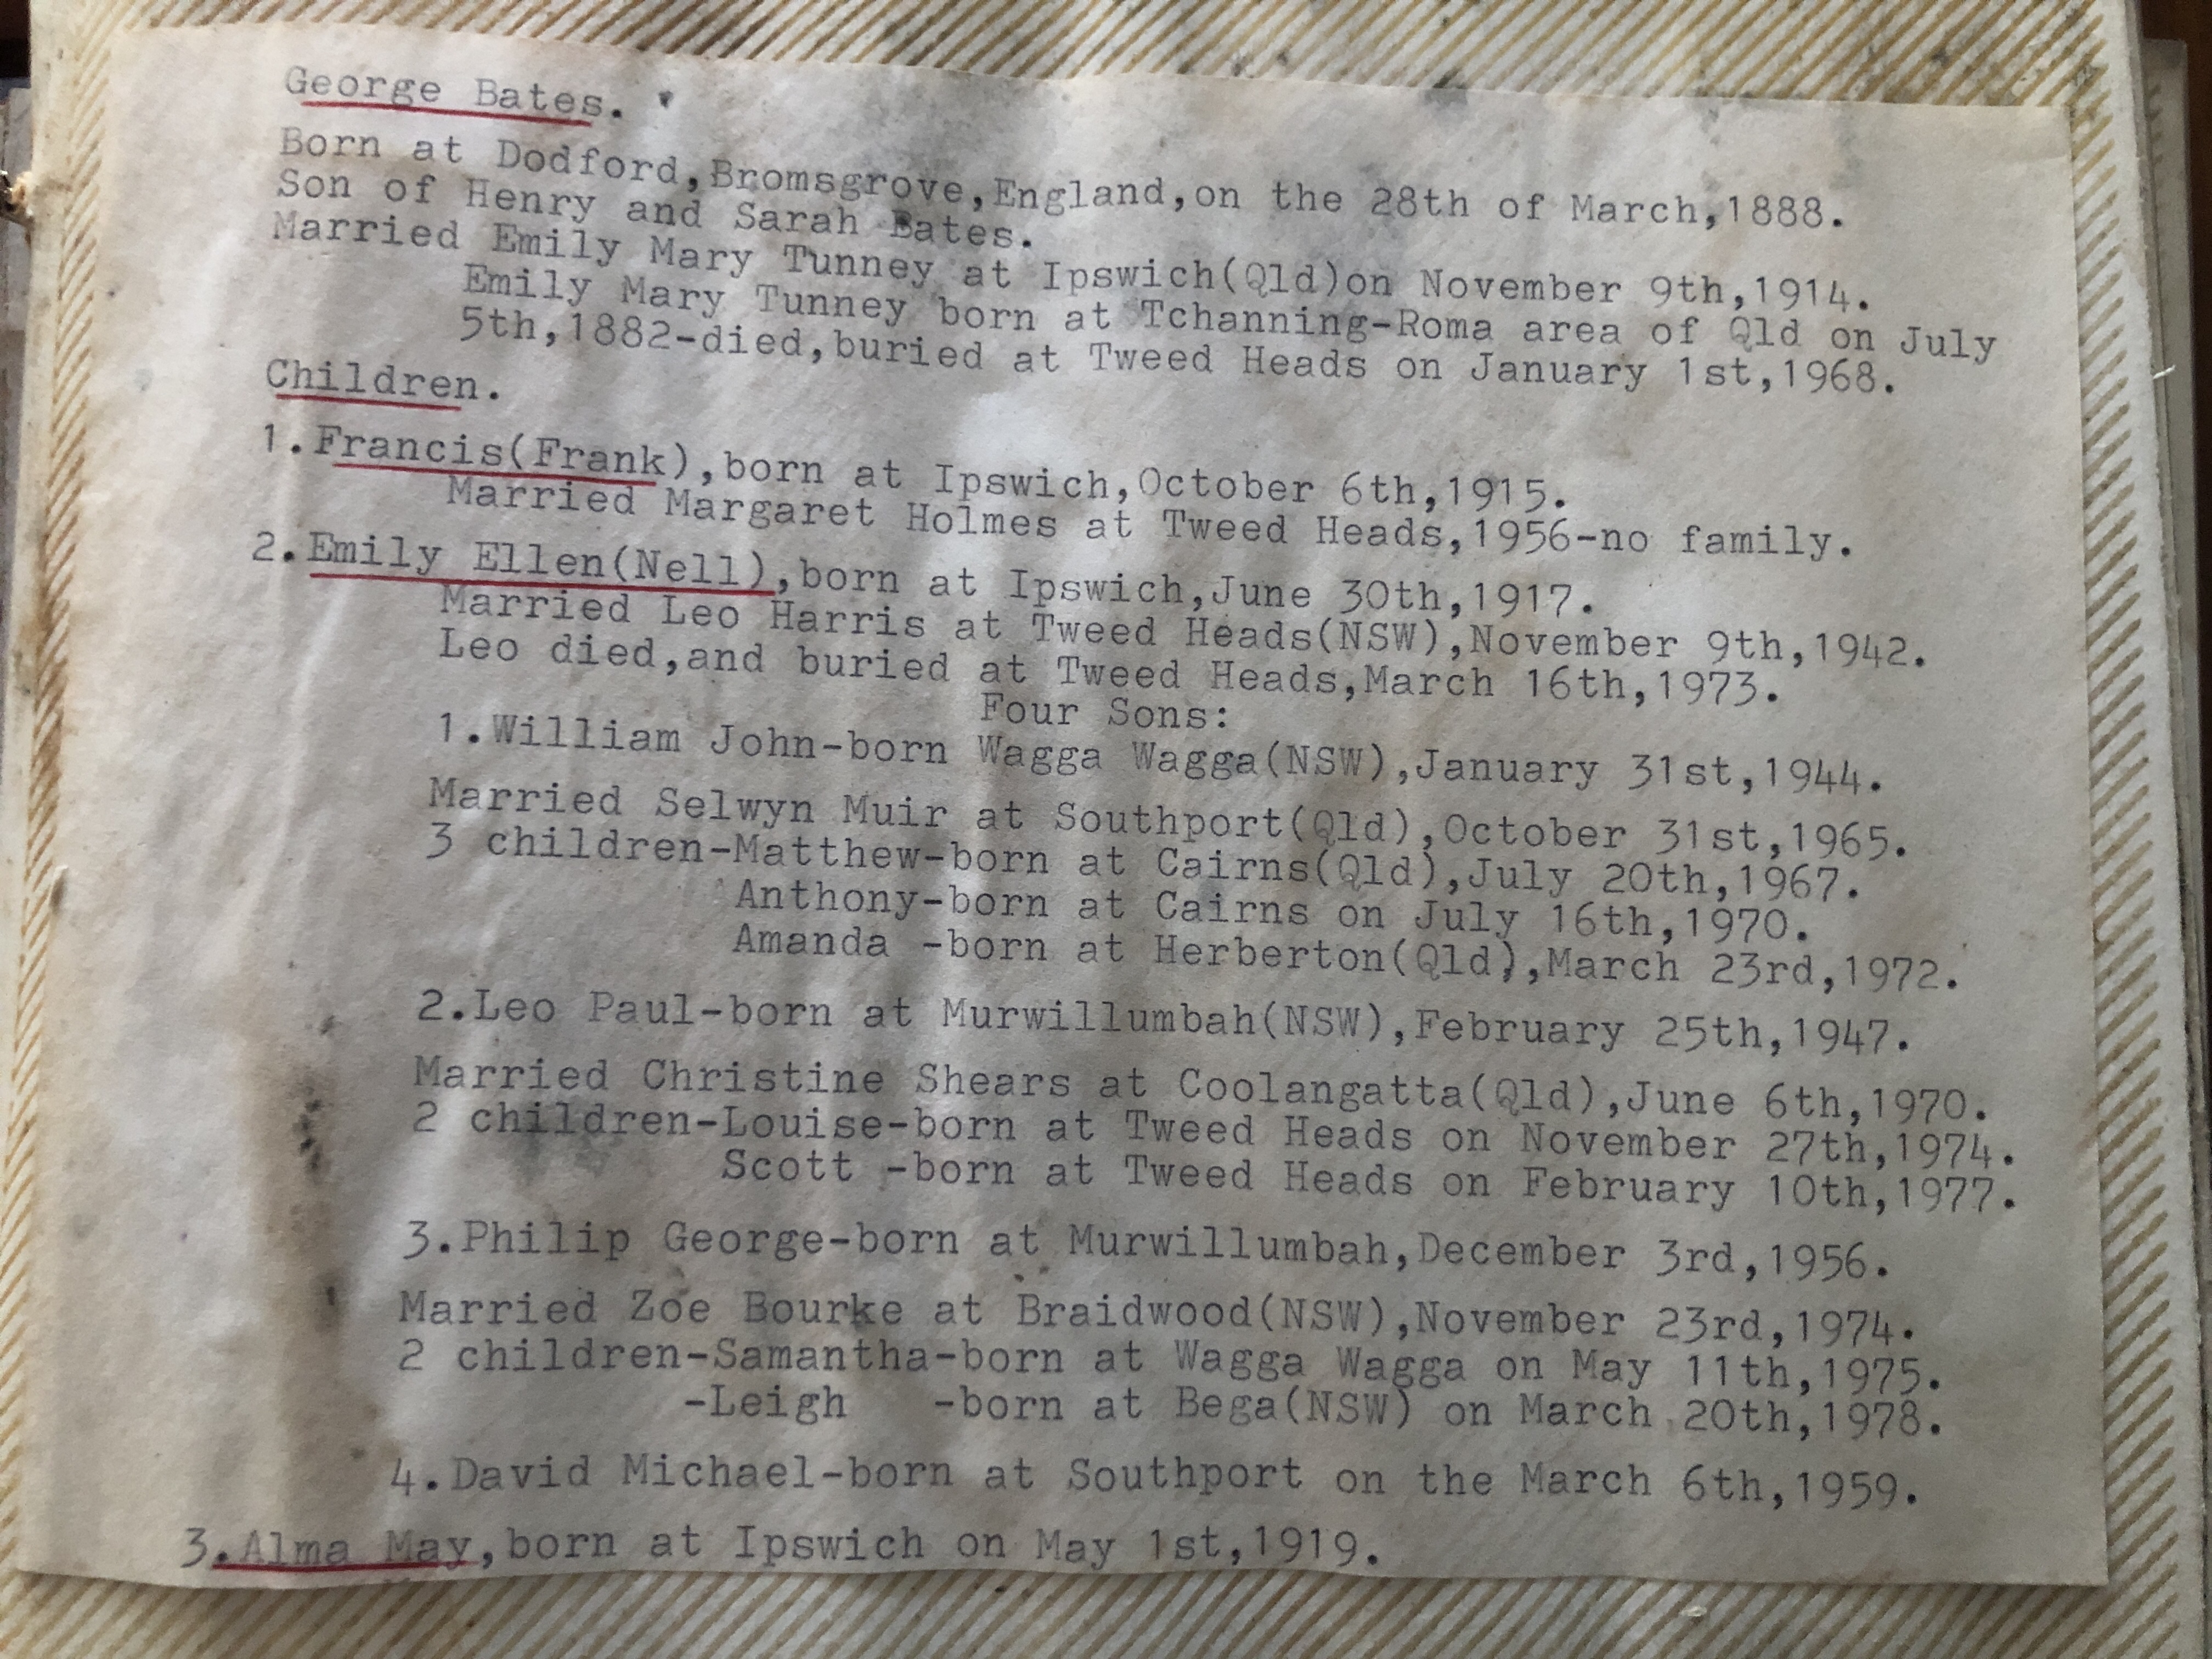 George Bates.
Born at Dodford,Bromsgrove,England,on the 28th of March,1888.
Son of Henry and Sarah Bates.
Married Emily Mary Tunney at Ipswich(Qld)on November 9th,1914.
Emily Mary Tunney born at Tchanning-Roma area of Qld on July
5th,1882-died,buried at Tweed Heads on January 1st,1968.
Children.
1.Francis(Frank),born at Ipswich,October 6th,1915.
Married Margaret Holmes at Tweed Heads,1956-no family.
2.Emily Ellen(Nell),born at Ipswich,June 30th,1917.
Married Leo Harris at Tweed Heads(NSW),November 9th,1942.
Leo died,and buried at Tweed Heads,March 16th,1973.
Four Sons:
1.William John-born Wagga Wagga(NSW),January 31st,1944.
Married Selwyn Muir at Southport(Qld),October 31st,1965.
3 children-Matthew-born at Cairns(Qld),July 20th,1967.
Anthony-born at Cairns on July 16th,1970.
Amanda -born at Herberton(Qld),March 23rd,1972.
2.Leo Paul-born at Murwillumbah(NSW),February 25th,1947.
Married Christine Shears at Coolangatta(Qld),June 6th,1970.
2 children-Louise-born at Tweed Heads on November 27th,1974.
Scott -born at Tweed Heads on February 10th,1977.
3.Philip George-born at Murwillumbah,December 3rd,1956.
Married Zoe Bourke at Braidwood(NSW),November 23rd,1974.
2 children-Samantha-born at Wagga Wagga on May 11th,1975.
-Leigh -born at Bega(NSW) on March 20th,1978.
4.David Michael-born at Southport on the March 6th,1959.
3.Alma May,born at Ipswich on May 1st,1919.